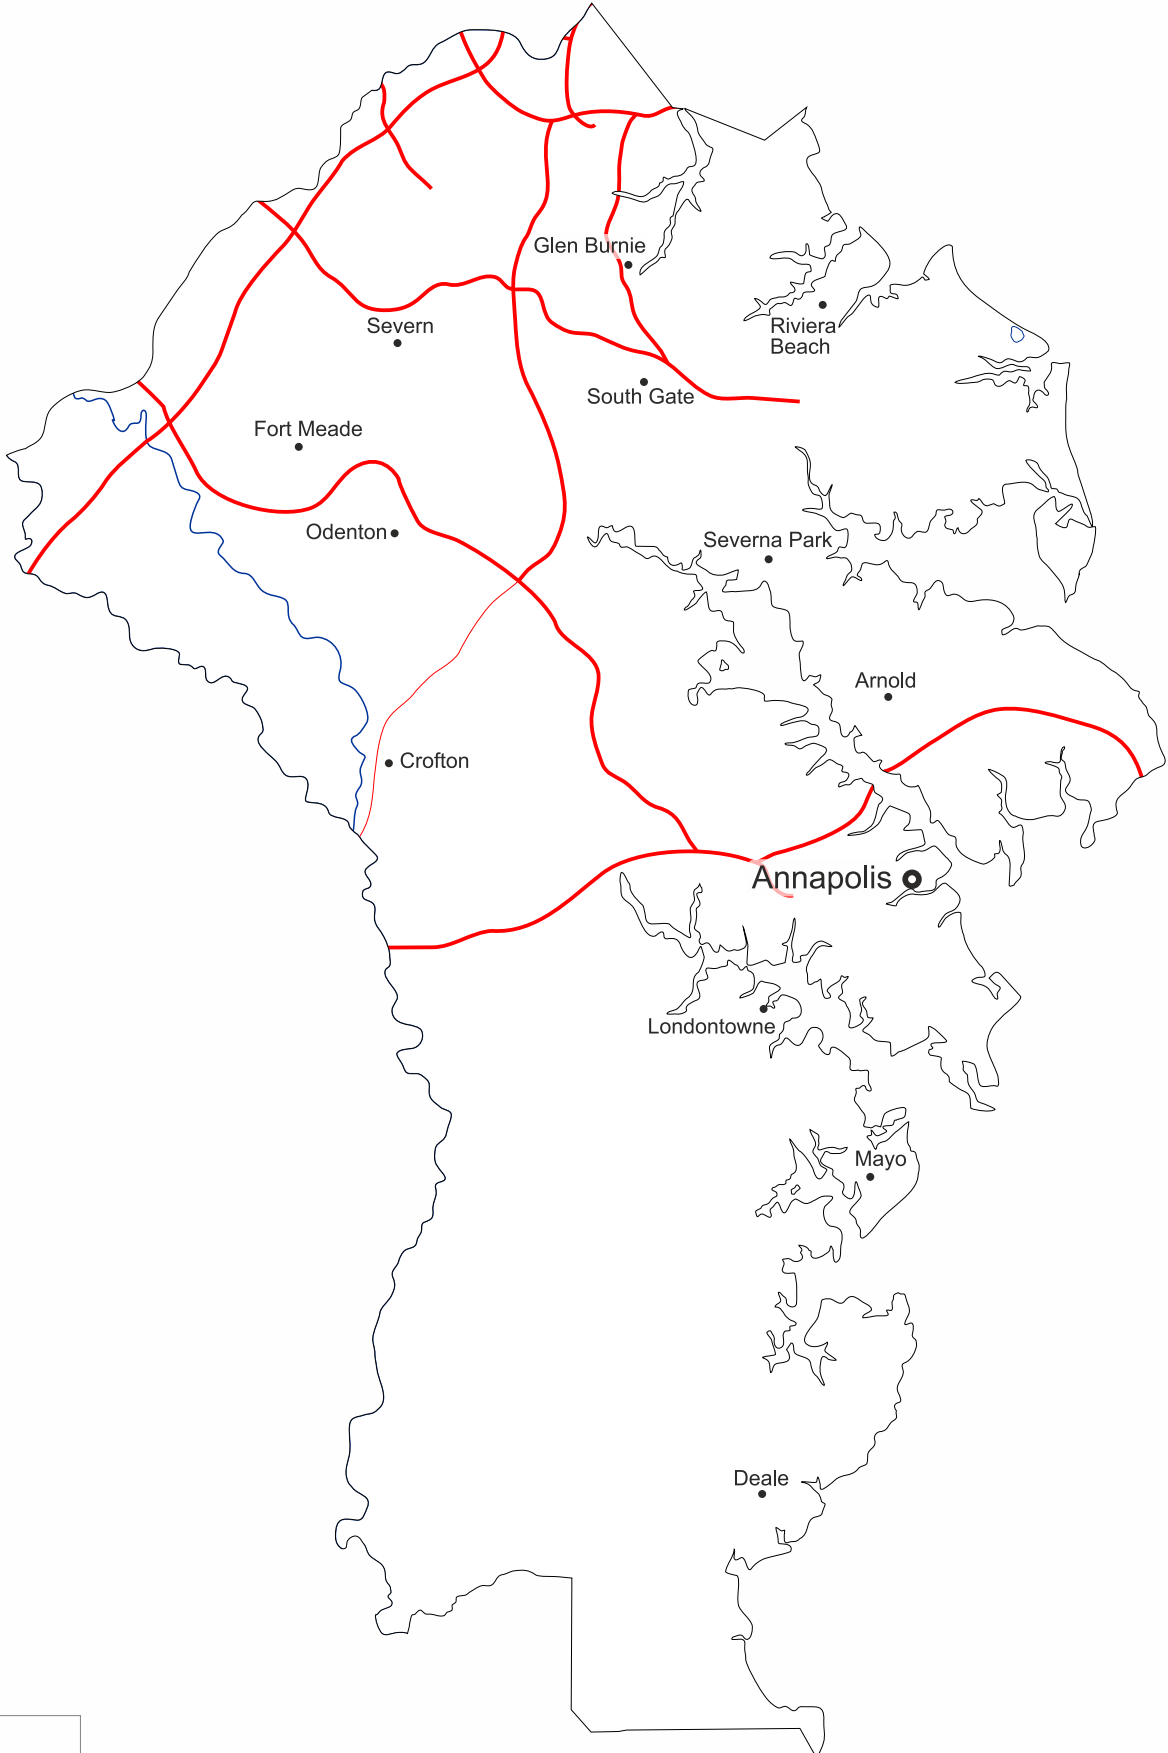 Glen Burnie
Severn
Riviera
Beach
South Gate
Fort Meade
Odenton
Severna Park
Arnold
Crofton
Annapolis
Londontowne
Mayo
Deale